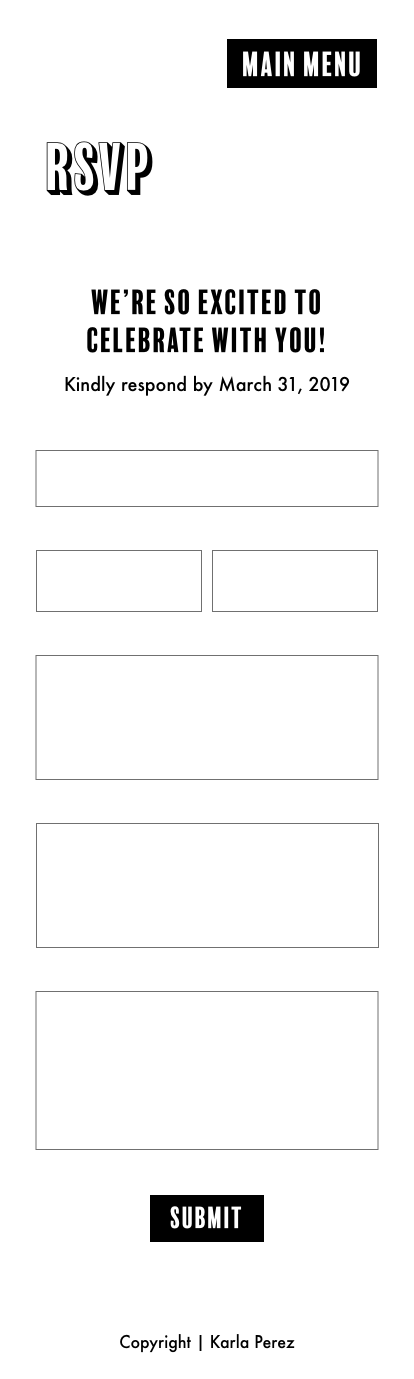 MAIN MENU
RSVP
WE’RE SO EXCITED TO
CELEBRATE WITH YOU!
Kindly respond by March 31, 2019
SUBMIT
Copyright | Karla Perez